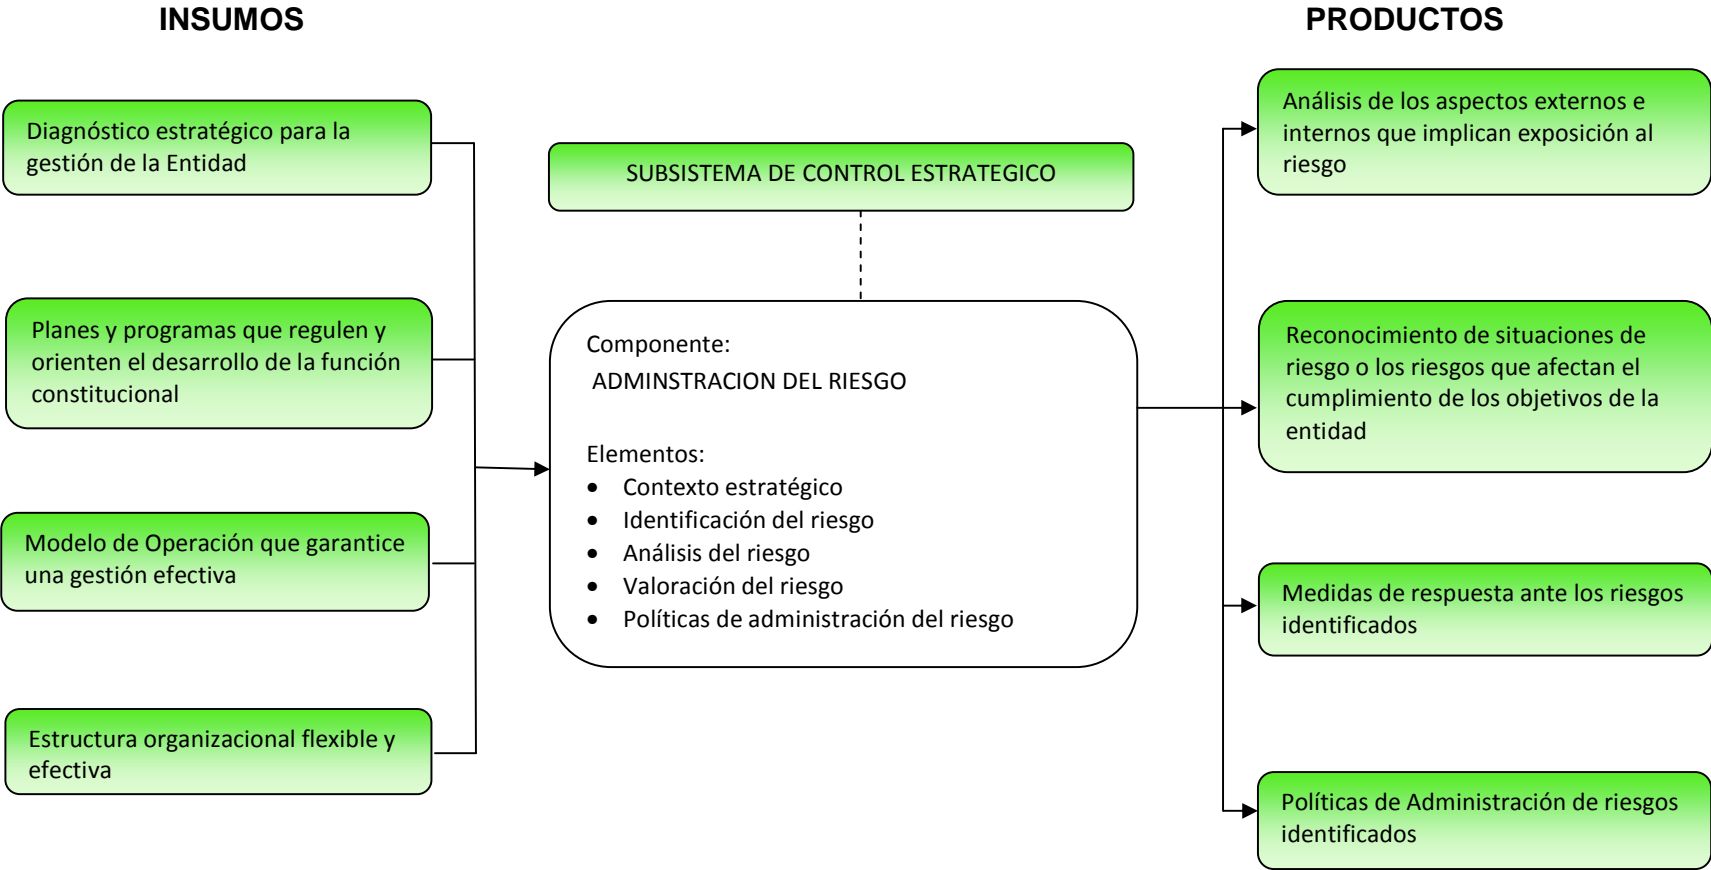 INSUMOS
PRODUCTOS
Diagnóstico estratégico para la
gestión de la Entidad
Planes y programas que regulen y
orienten el desarrollo de la función
constitucional
Modelo de Operación que garantice
una gestión efectiva
Estructura organizacional flexible y
efectiva
SUBSISTEMA DE CONTROL ESTRATEGICO
Componente:
ADMINSTRACION DEL RIESGO
Elementos:
• Contexto estratégico
• Identificación del riesgo
• Análisis del riesgo
• Valoración del riesgo
• Políticas de administración del riesgo
Análisis de los aspectos externos e
internos que implican exposición al
riesgo
Reconocimiento de situaciones de
riesgo o los riesgos que afectan el
cumplimiento de los objetivos de la
entidad
Medidas de respuesta ante los riesgos
identificados
Políticas de Administración de riesgos
identificados